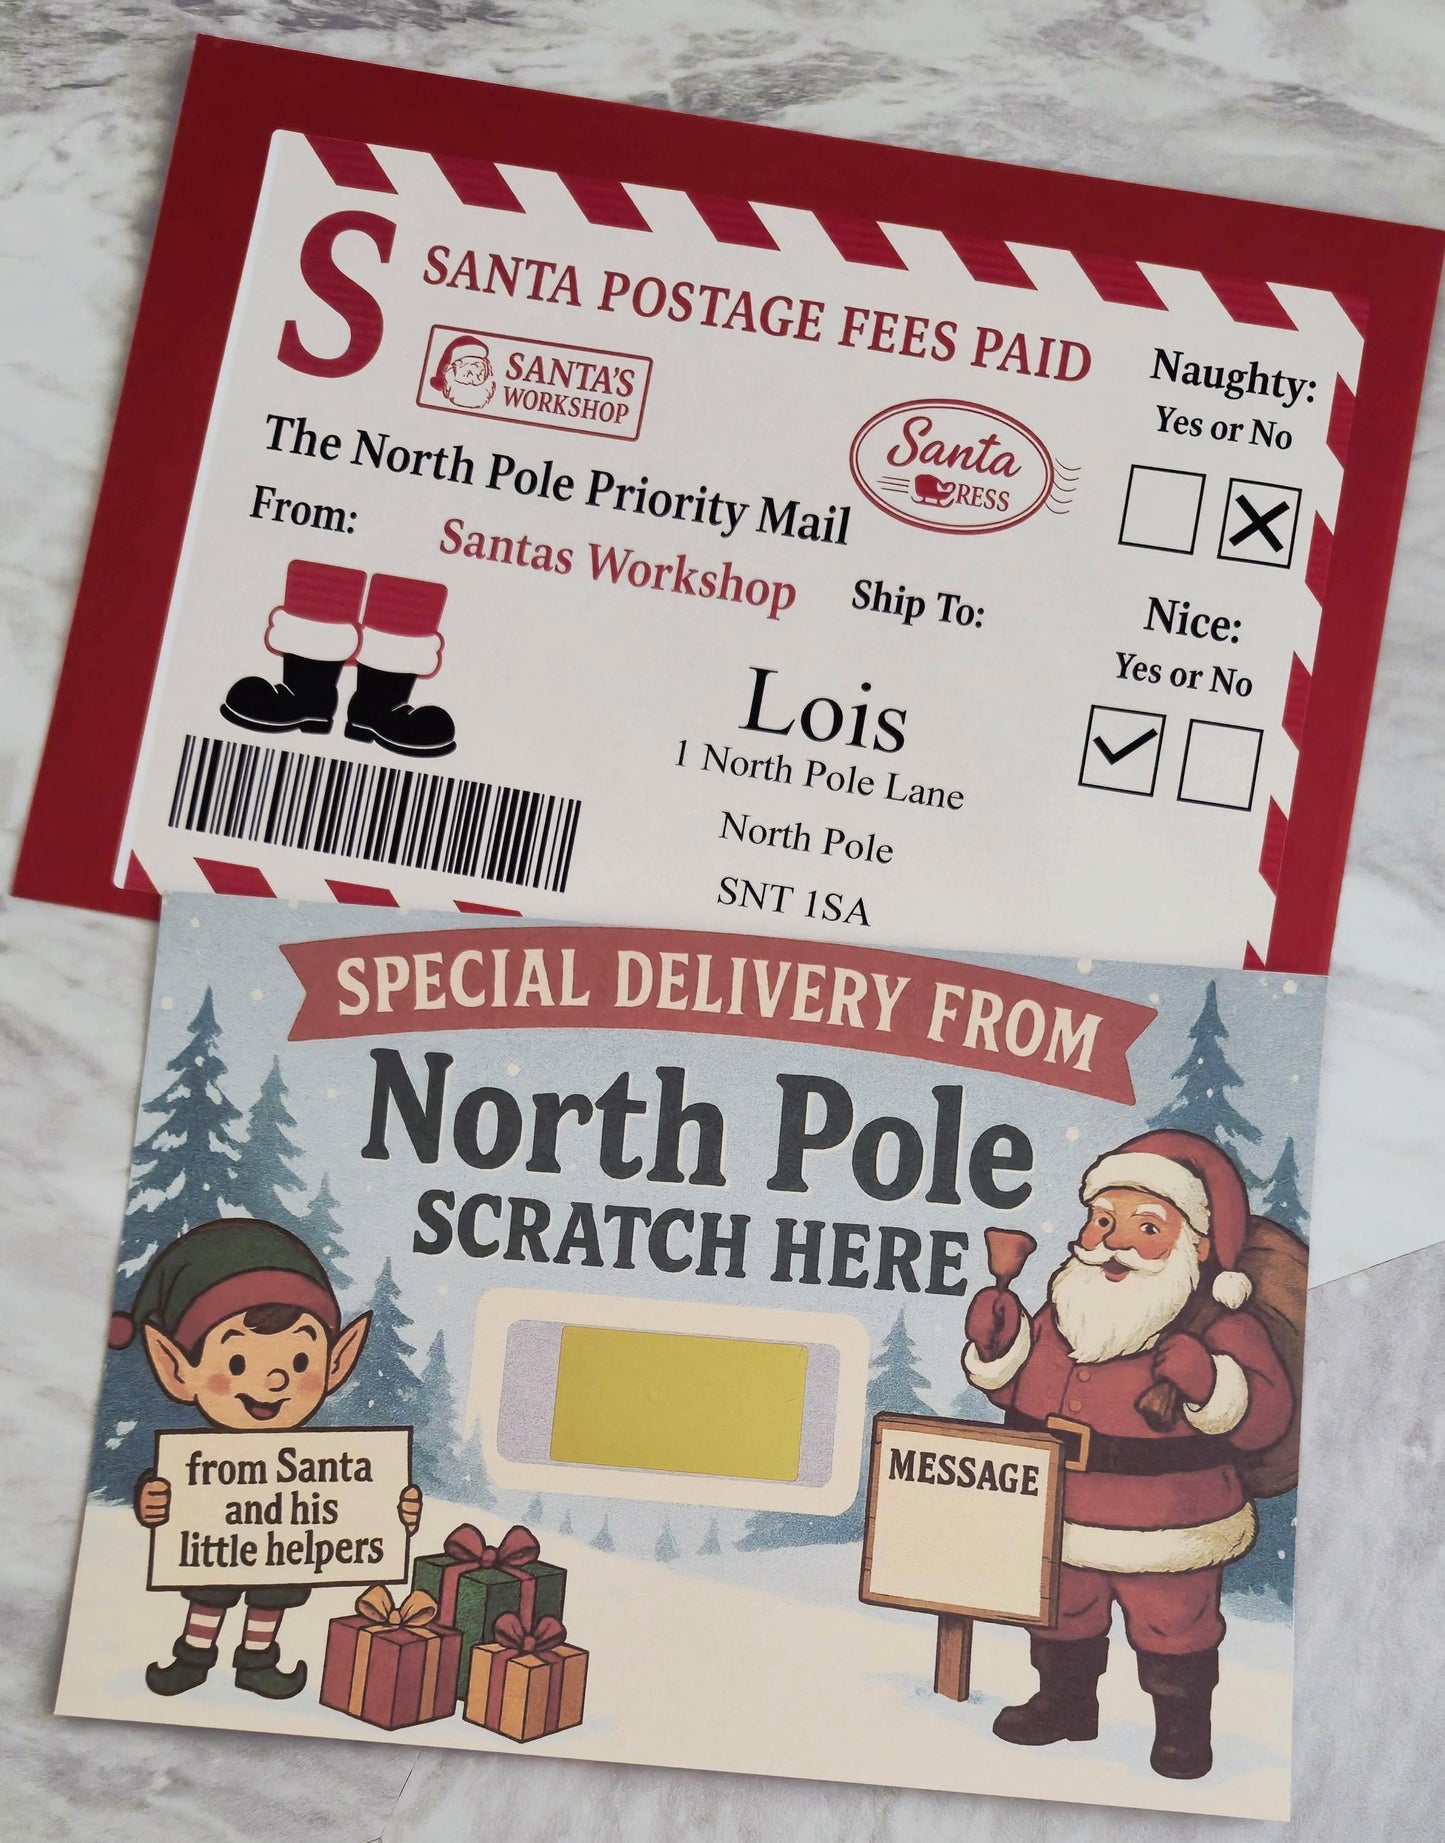 S
SANTA POSTAGE FEES PAID
SANTA'S
WORKSHOP
The North Pole Priority Mail
From:
Santas Workshop
Santa
RESS
Ship To:
Lois
1 North Pole Lane
North Pole
SNT 1SA
Naughty:
Yes or No
Nice:
Yes or No
SPECIAL DELIVERY FROM
North Pole
SCRATCH HERE
from Santa
and his
little helpers
MESSAGE